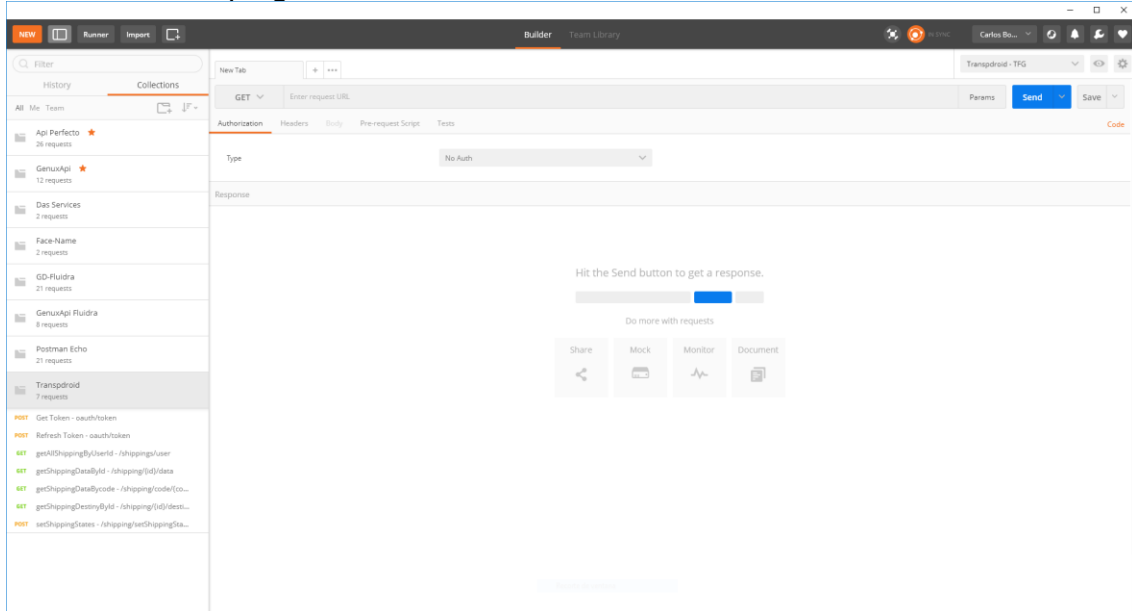 NEW Runner Import Builder Team Library IN SYNC Carlos Bo...
Filter
History Collections
All Me Team
Api Perfecto
26 requests
GenuxApi
12 requests
Das Services
2 requests
Face-Name
2 requests
GD-Fluidra
21 requests
GenuxApi Fluidra
8 requests
Postman Echo
21 requests
Transpdroid
7 requests
POST Get Token - oauth/token
POST Refresh Token - oauth/token
GET getAllShippingByUserId - /shippings/user
GET getShippingDataById - /shipping/{id}/data
GET getShippingDataBycode - /shipping/code/{co...
GET getShippingDestinyById - /shipping/{id}/desti...
POST setShippingStates - /shipping/setShippingSta...
New Tab + ••• Transpdroid - TFG
GET Enter request URL Params Send Save
Authorization Headers Body Pre-request Script Tests Code
Type No Auth
Response
Hit the Send button to get a response.
Do more with requests
Share Mock Monitor Document